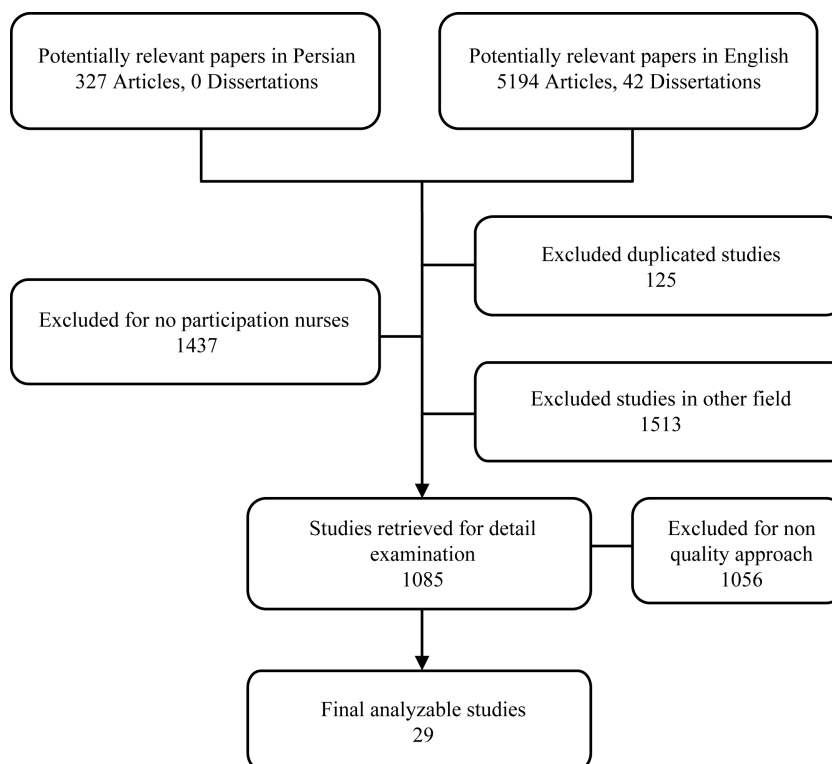 Potentially relevant papers in Persian
327 Articles, 0 Dissertations
Potentially relevant papers in English
5194 Articles, 42 Dissertations
Excluded duplicated studies
125
Excluded for no participation nurses
1437
Excluded studies in other field
1513
Studies retrieved for detail
examination
1085
Excluded for non
quality approach
1056
Final analyzable studies
29